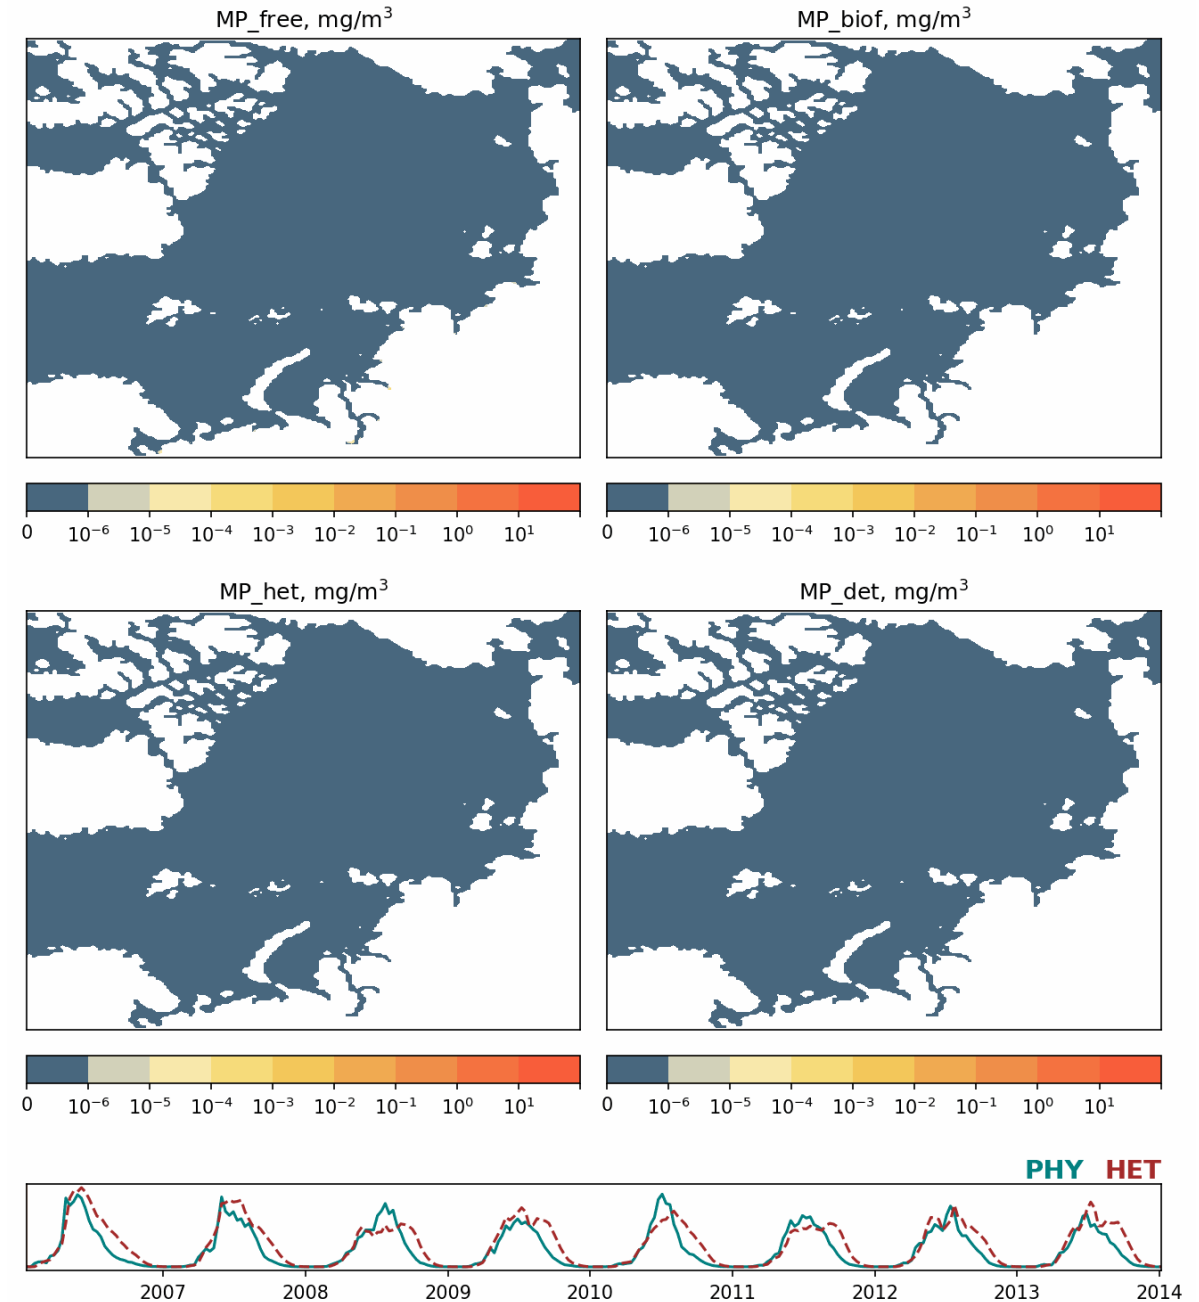 MP_free, mg/m³ MP_biof, mg/m³
0 10⁻⁶ 10⁻⁵ 10⁻⁴ 10⁻³ 10⁻² 10⁻¹ 10⁰ 10¹ 0 10⁻⁶ 10⁻⁵ 10⁻⁴ 10⁻³ 10⁻² 10⁻¹ 10⁰ 10¹
MP_het, mg/m³ MP_det, mg/m³
0 10⁻⁶ 10⁻⁵ 10⁻⁴ 10⁻³ 10⁻² 10⁻¹ 10⁰ 10¹ 0 10⁻⁶ 10⁻⁵ 10⁻⁴ 10⁻³ 10⁻² 10⁻¹ 10⁰ 10¹
PHY HET
2007 2008 2009 2010 2011 2012 2013 2014